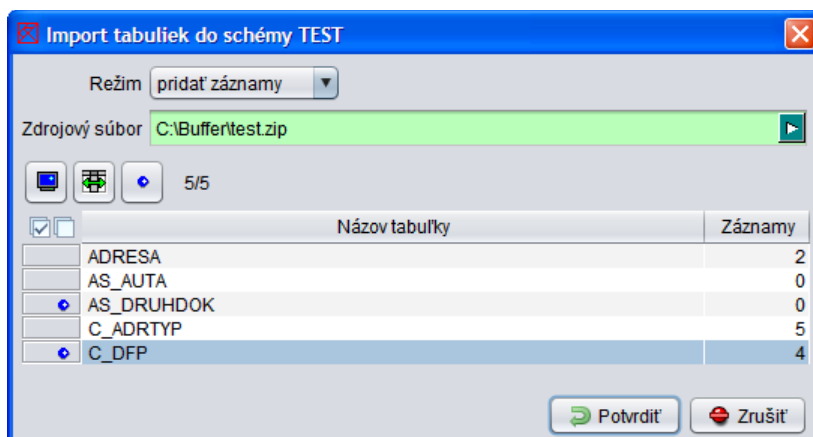 Import tabuliek do schémy TEST
Režim pridať záznamy
Zdrojový súbor C:\Buffer\test.zip
5/5
Názov tabuľky Záznamy
ADRESA 2
AS_AUTA 0
AS_DRUHDOK 0
C_ADRTYP 5
C_DFP 4
Potvrdiť Zrušiť